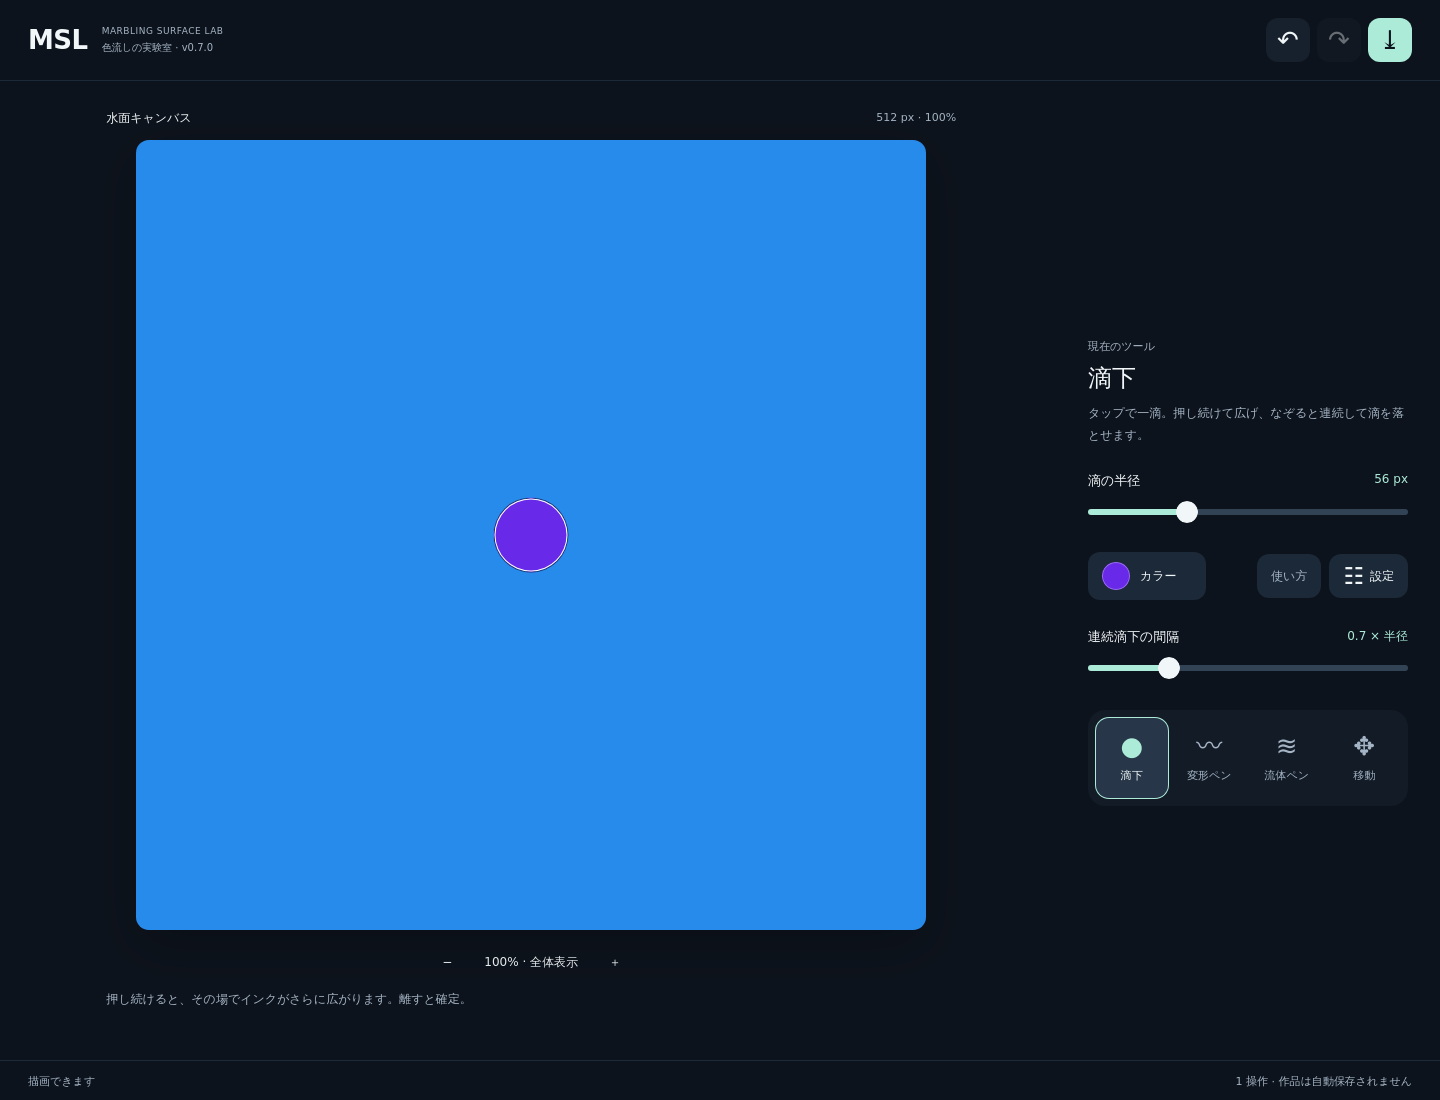 MSL
MARBLING SURFACE LAB
色流しの実験室 · v0.7.0
水面キャンバス
512 px · 100%
現在のツール
滴下
タップで一滴。押し続けて広げ、なぞると連続して滴を落
とせます。
滴の半径
56 px
カラー
使い方
設定
連続滴下の間隔
0.7 × 半径
滴下
変形ペン
流体ペン
移動
− 100% · 全体表示 +
押し続けると、その場でインクがさらに広がります。離すと確定。
描画できます
1 操作 · 作品は自動保存されません